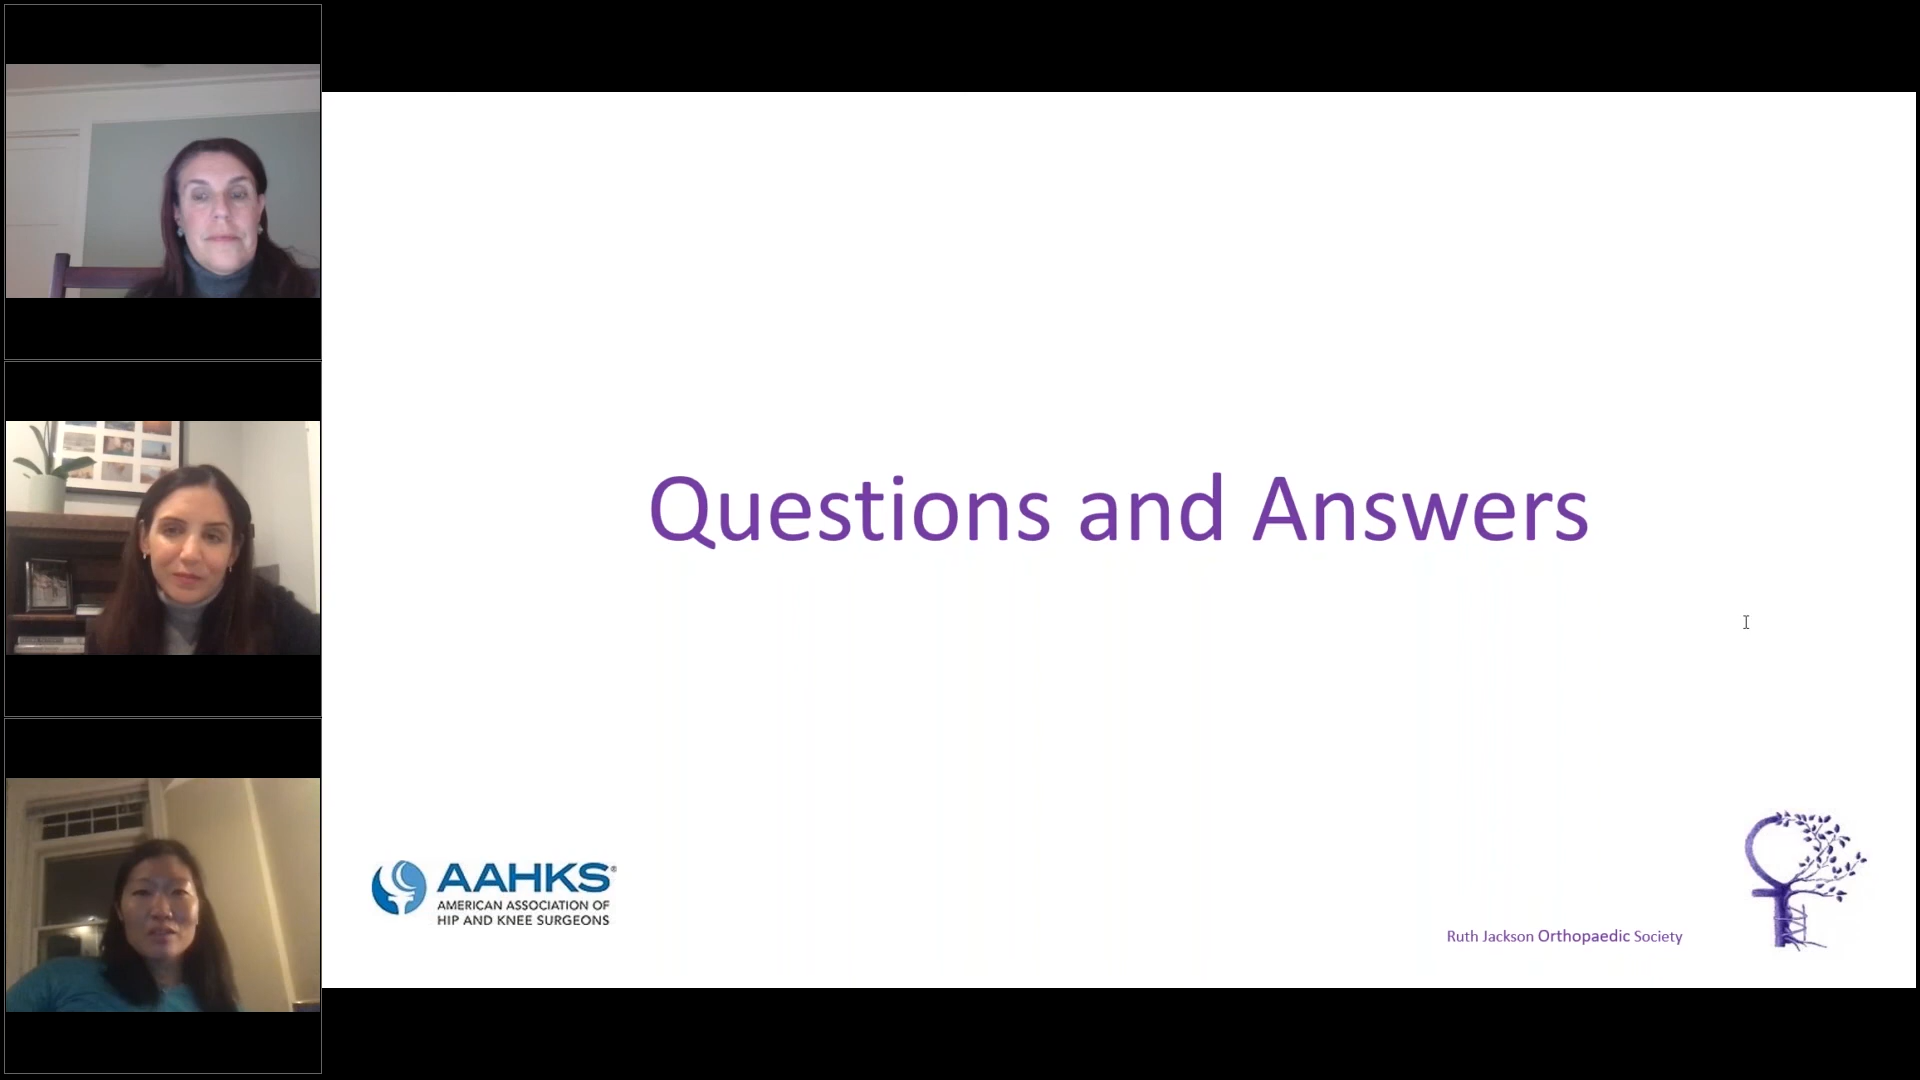 Questions and Answers
AAHKS®
AMERICAN ASSOCIATION OF
HIP AND KNEE SURGEONS
Ruth Jackson Orthopaedic Society